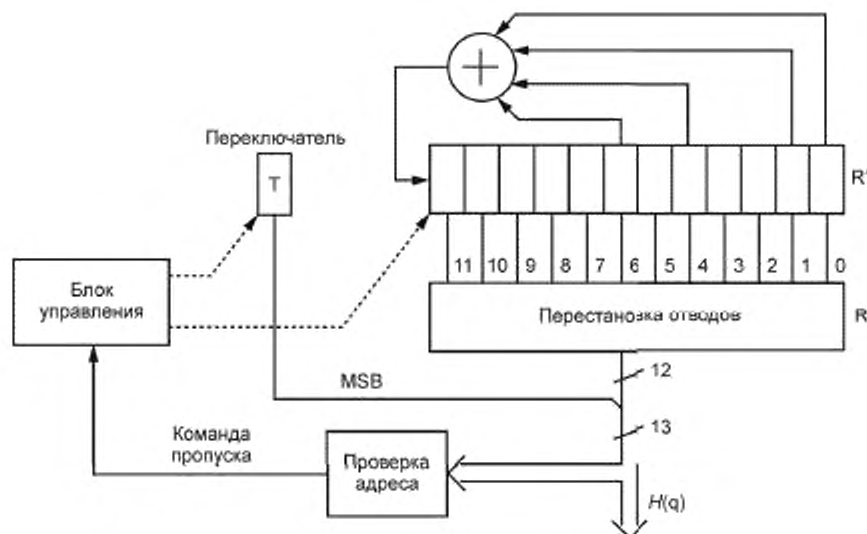 Переключатель
T
R'
11 10 9 8 7 6 5 4 3 2 1 0
Блок
управления
Перестановка отводов
R
12
MSB
13
Команда
пропуска
Проверка
адреса
H(q)